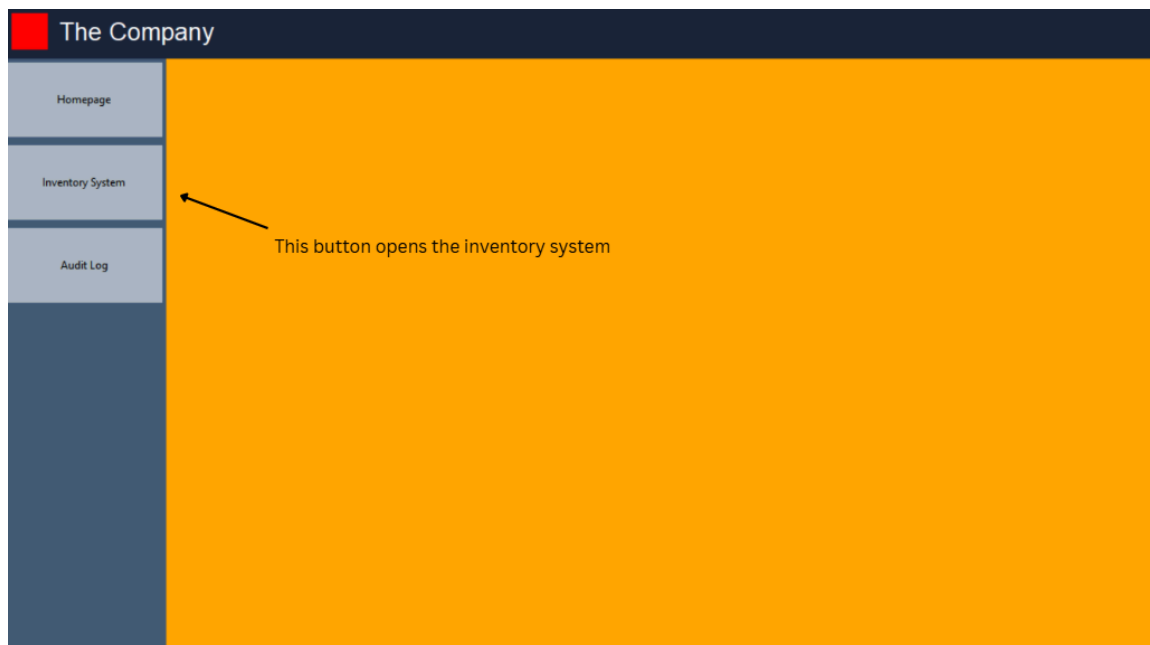 The Company
Homepage
Inventory System
This button opens the inventory system
Audit Log